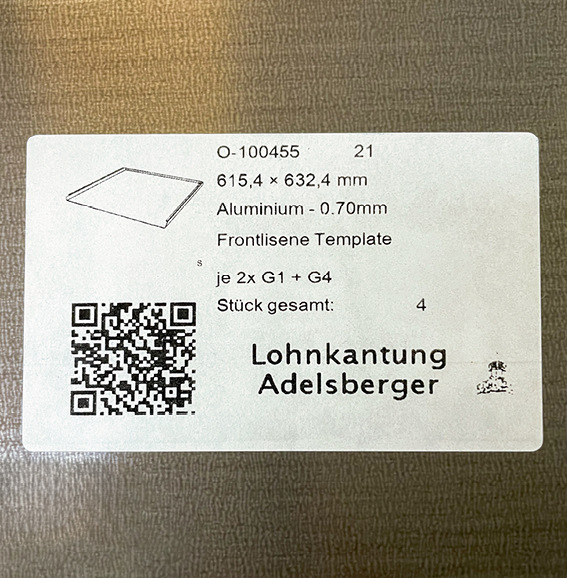 O-100455 21
615,4 × 632,4 mm
Aluminium - 0.70mm
Frontlisene Template
s
je 2x G1 + G4
Stück gesamt: 4
Lohnkantung
Adelsberger